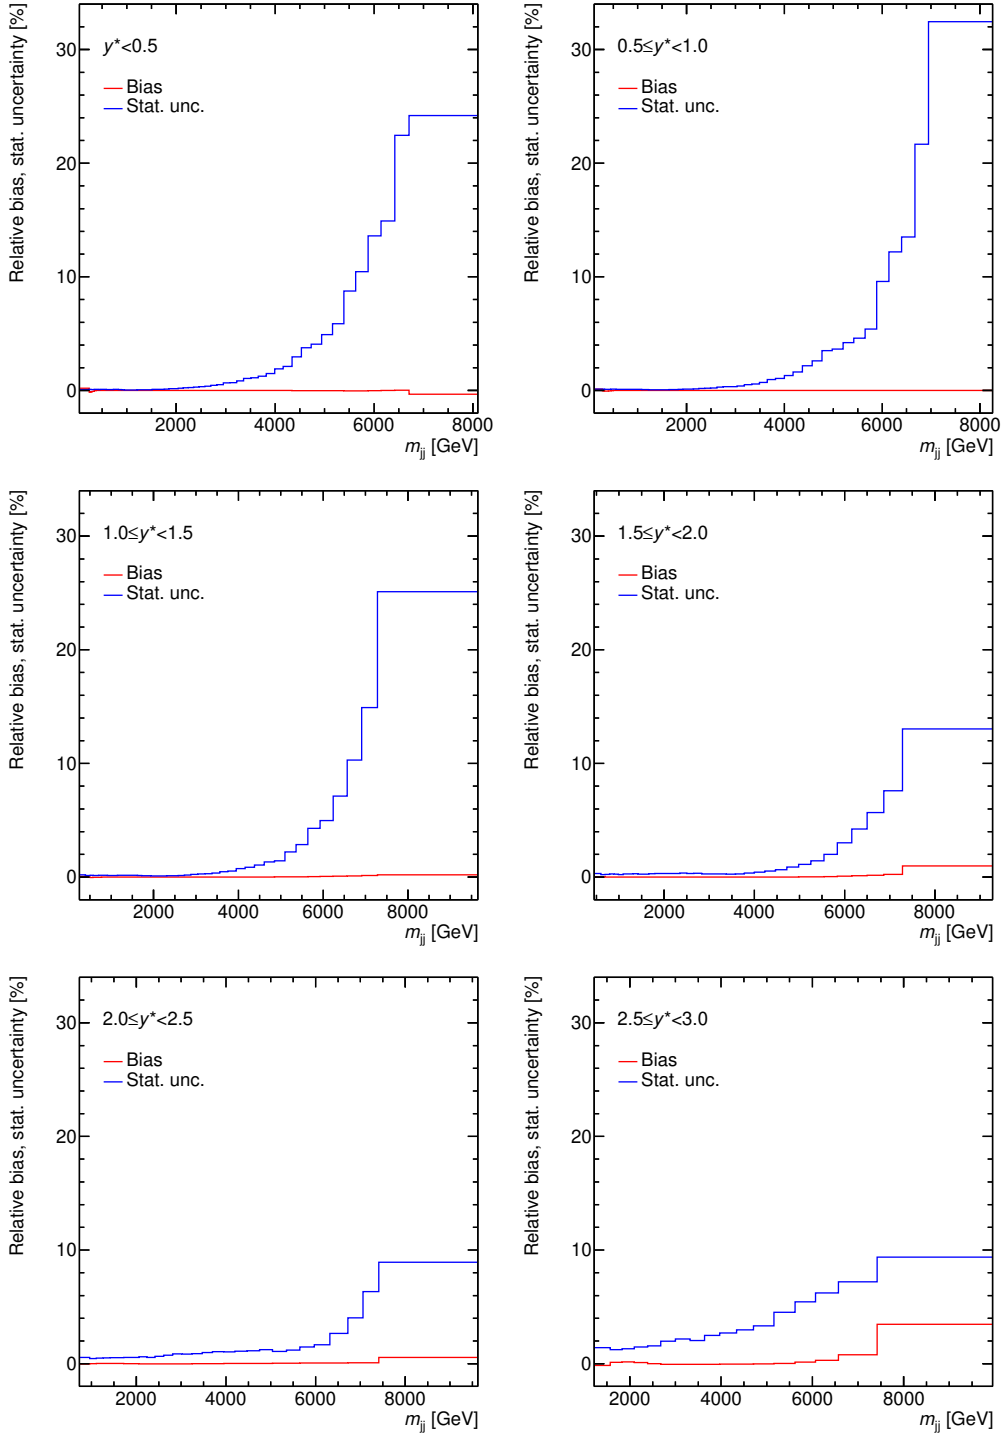 Relative bias, stat. uncertainty [%]
y*<0.5
Bias
Stat. unc.
30
20
10
0
2000 4000 6000 8000
m_jj [GeV]
Relative bias, stat. uncertainty [%]
0.5≤y*<1.0
Bias
Stat. unc.
30
20
10
0
2000 4000 6000 8000
m_jj [GeV]
Relative bias, stat. uncertainty [%]
1.0≤y*<1.5
Bias
Stat. unc.
30
20
10
0
2000 4000 6000 8000
m_jj [GeV]
Relative bias, stat. uncertainty [%]
1.5≤y*<2.0
Bias
Stat. unc.
30
20
10
0
2000 4000 6000 8000
m_jj [GeV]
Relative bias, stat. uncertainty [%]
2.0≤y*<2.5
Bias
Stat. unc.
30
20
10
0
2000 4000 6000 8000
m_jj [GeV]
Relative bias, stat. uncertainty [%]
2.5≤y*<3.0
Bias
Stat. unc.
30
20
10
0
2000 4000 6000 8000
m_jj [GeV]